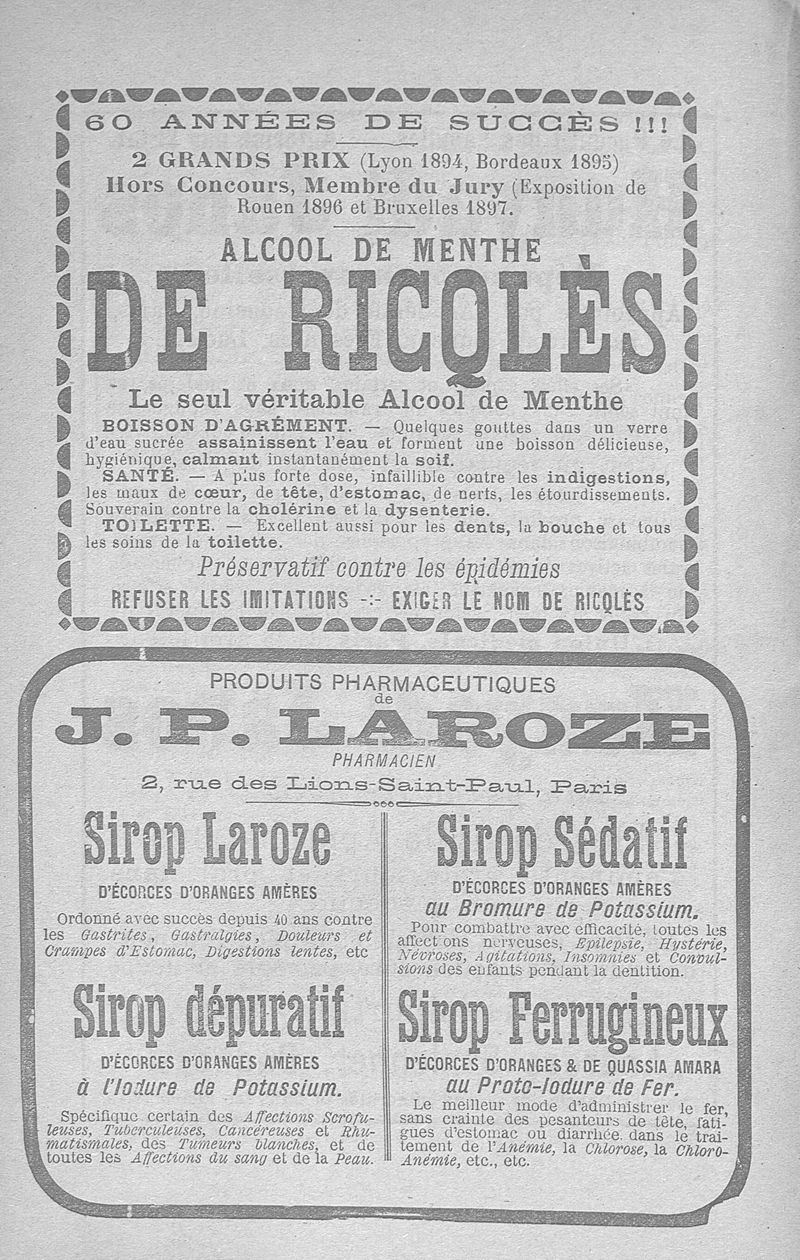 60 ANNÉES DE SUCCÈS !!!
2 GRANDS PRIX (Lyon 1894, Bordeaux 1895)
Hors Concours, Membre du Jury (Exposition de
Rouen 1896 et Bruxelles 1897.
ALCOOL DE MENTHE
DE RICQLÈS
Le seul véritable Alcool de Menthe
BOISSON D'AGRÉMENT. — Quelques gouttes dans un verre
d'eau sucrée assainissent l'eau et forment une boisson délicieuse,
hygiénique, calmant instantanément la soif.
SANTÉ. — A plus forte dose, infaillible contre les indigestions,
les maux de cœur, de tête, d'estomac, de nerfs, les étourdissements.
Souverain contre la cholérine et la dysenterie.
TOILETTE. — Excellent aussi pour les dents, la bouche et tous
les soins de la toilette.
Préservatif contre les épidémies
REFUSER LES IMITATIONS -:- EXIGER LE NOM DE RICQLÈS
PRODUITS PHARMACEUTIQUES
de
J. P. LAROZE
PHARMACIEN
2, rue des Lions-Saint-Paul, Paris
Sirop Laroze
D'ÉCORCES D'ORANGES AMÈRES
Ordonné avec succès depuis 40 ans contre
les Gastrites, Gastralgies, Douleurs et
Crampes d'Estomac, Digestions lentes, etc
Sirop Sédatif
D'ÉCORCES D'ORANGES AMÈRES
au Bromure de Potassium.
Pour combattre avec efficacité, toutes les
affect ons nerveuses, Epilepsie, Hystérie,
Névroses, Agitations, Insomnies et Convul-
sions des enfants pendant la dentition.
Sirop dépuratif
D'ÉCORCES D'ORANGES AMÈRES
à l'Iodure de Potassium.
Spécifique certain des Affections Scrofu-
leuses, Tuberculeuses, Cancéreuses et Rhu-
matismales, des Tumeurs blanches, et de
toutes les Affections du sang et de la Peau.
Sirop Ferrugineux
D'ÉCORCES D'ORANGES & DE QUASSIA AMARA
au Proto-Iodure de Fer.
Le meilleur mode d'administrer le fer,
sans crainte des pesanteurs de tête, fati-
gues d'estomac ou diarrhée, dans le trai-
tement de l'Anémie, la Chlorose, la Chloro-
Anémie, etc., etc.